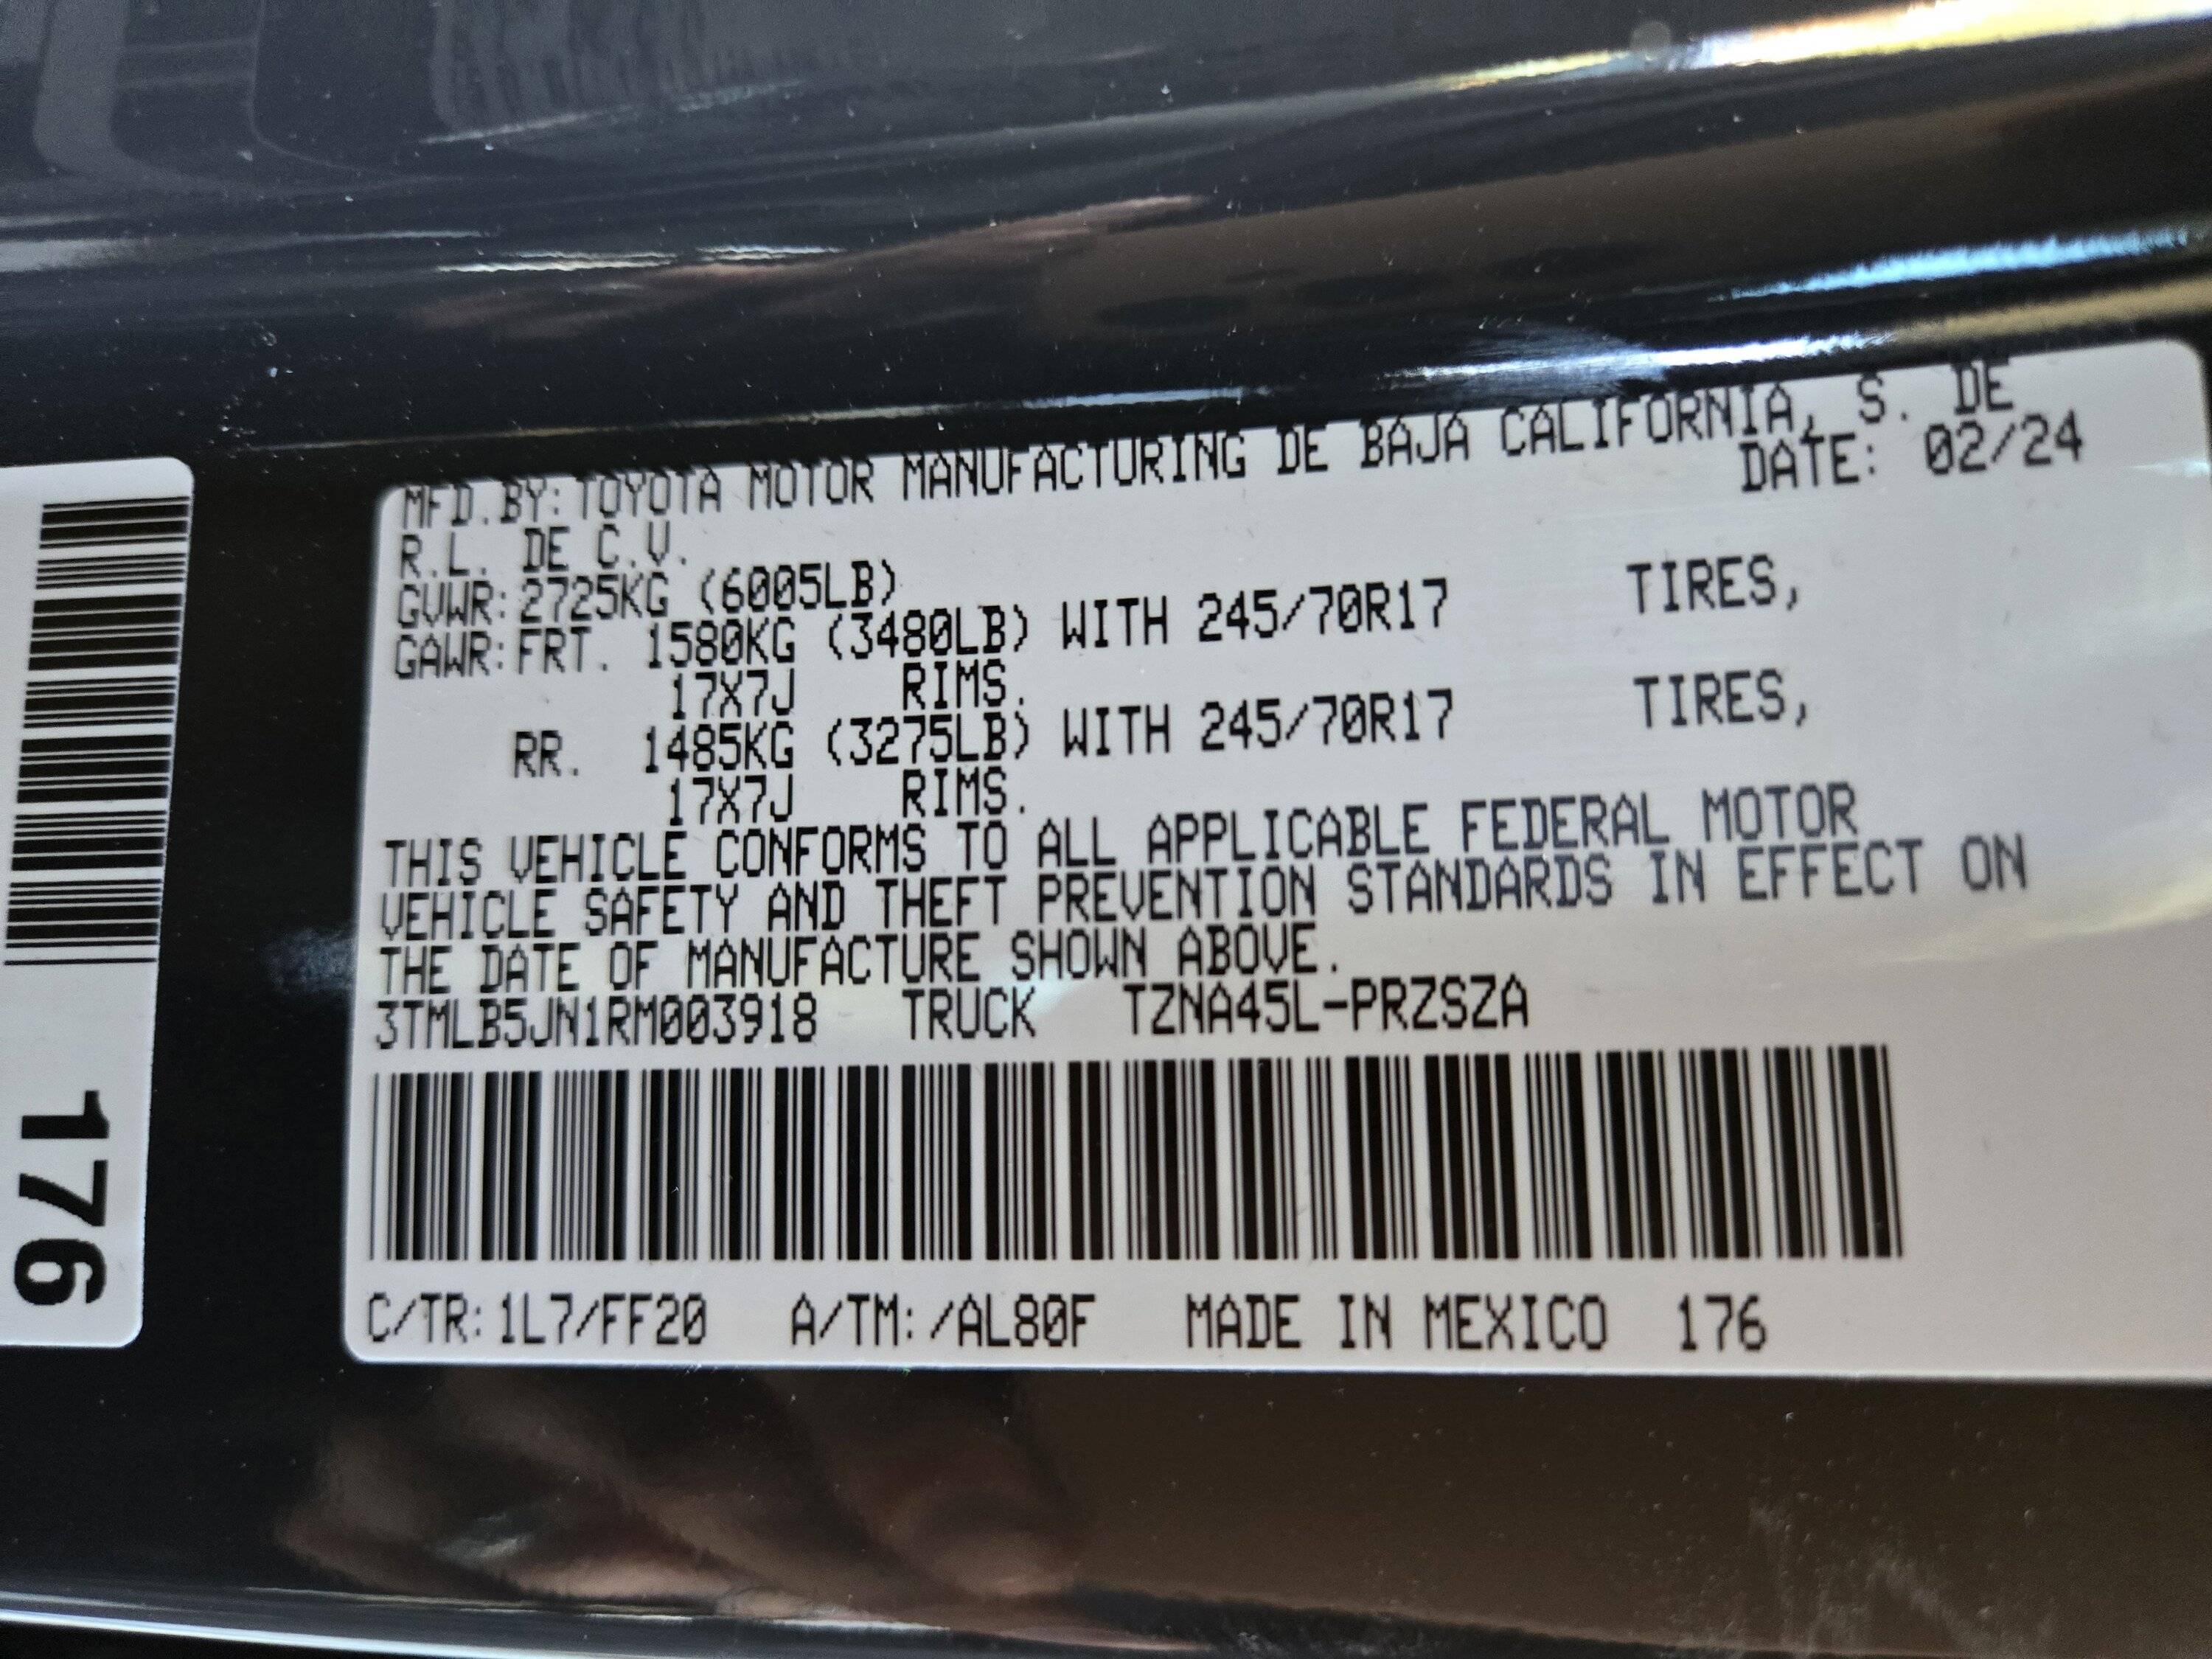 MFD.BY:TOYOTA MOTOR MANUFACTURING DE BAJA CALIFORNIA, S. DE
R.L. DE C.V. DATE: 02/24
GVWR:2725KG (6005LB)
GAWR:FRT. 1580KG (3480LB) WITH 245/70R17 TIRES,
17X7J RIMS.
RR. 1485KG (3275LB) WITH 245/70R17 TIRES,
17X7J RIMS.
THIS VEHICLE CONFORMS TO ALL APPLICABLE FEDERAL MOTOR
VEHICLE SAFETY AND THEFT PREVENTION STANDARDS IN EFFECT ON
THE DATE OF MANUFACTURE SHOWN ABOVE.
3TMLB5JN1RM003918 TRUCK TZNA45L-PRZSZA
C/TR:1L7/FF20 A/TM:/AL80F MADE IN MEXICO 176
176